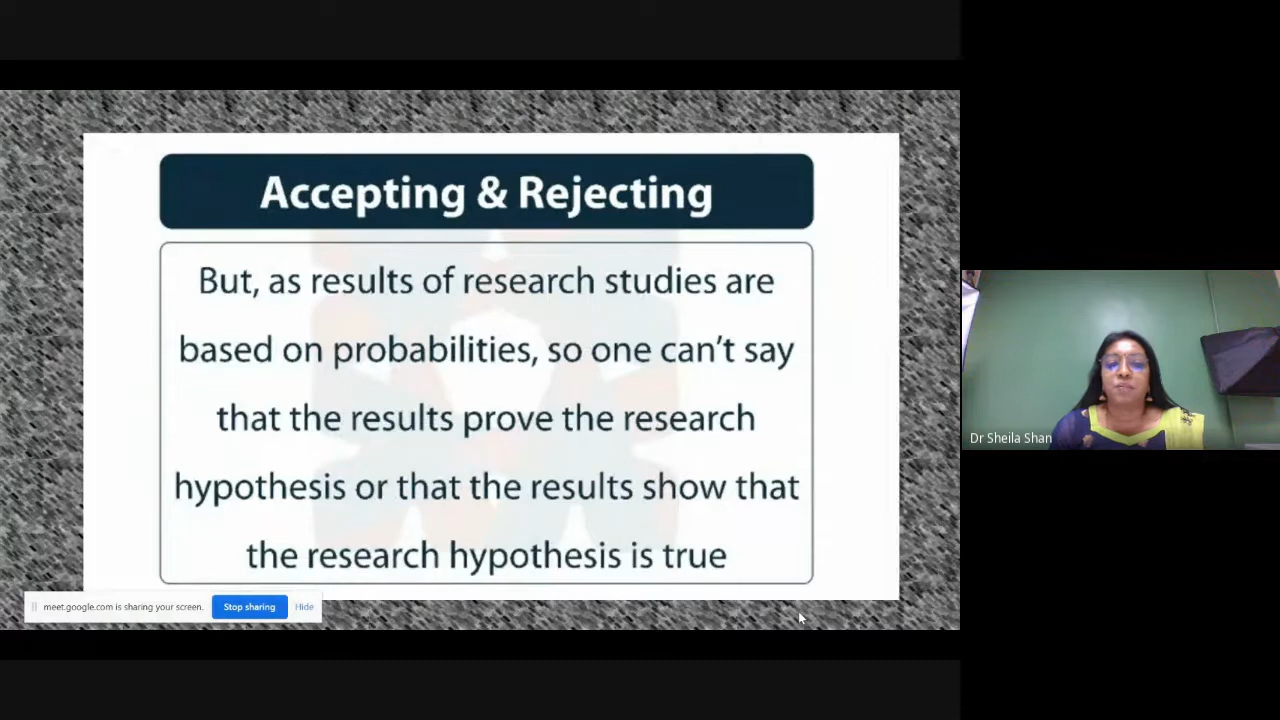 Accepting & Rejecting
But, as results of research studies are
based on probabilities, so one can't say
that the results prove the research
hypothesis or that the results show that
the research hypothesis is true
meet.google.com is sharing your screen.
Stop sharing
Hide
Dr Sheila Shan